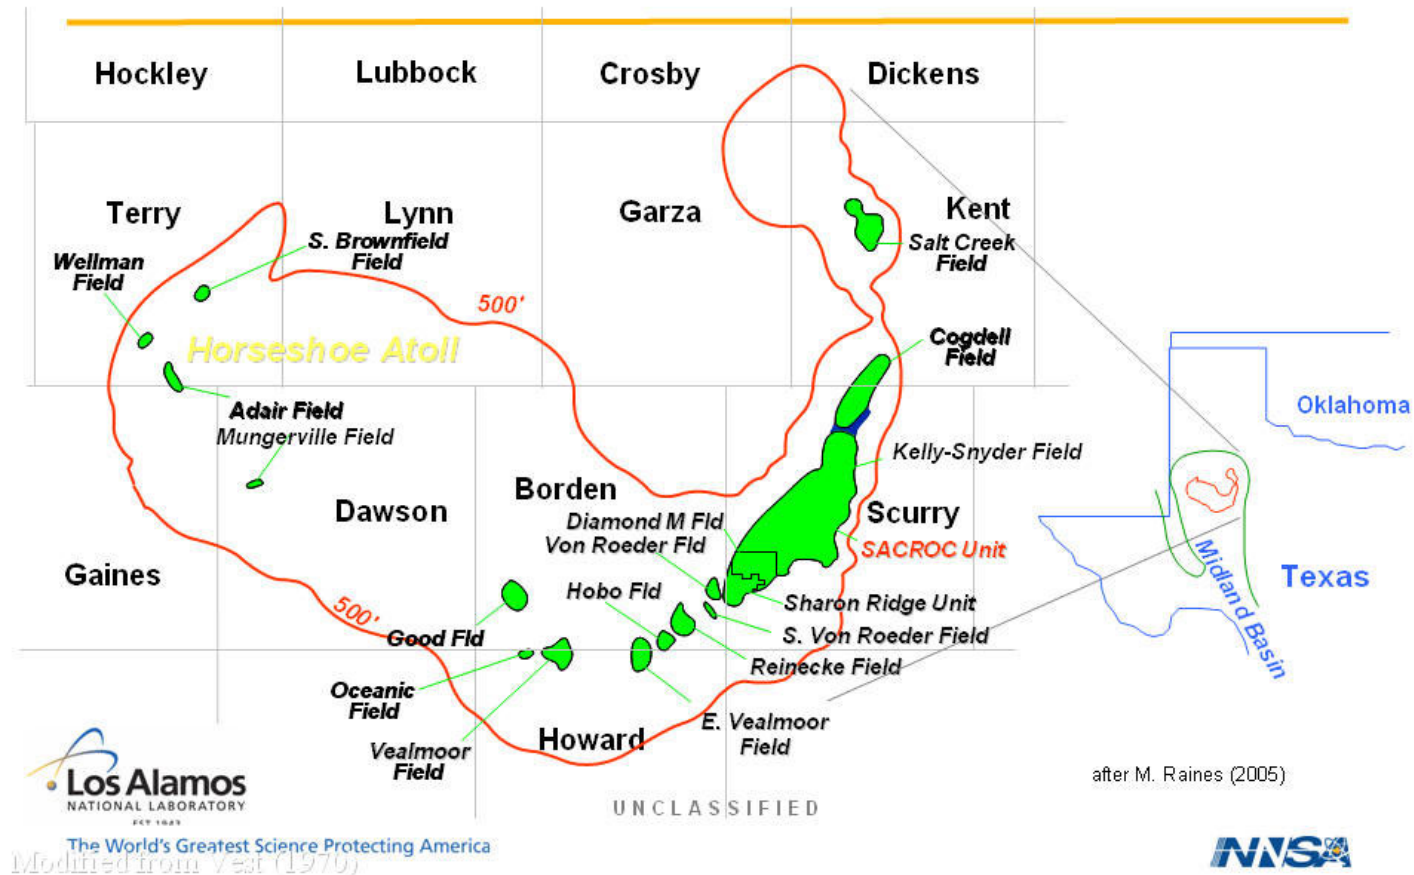 Hockley
Lubbock
Crosby
Dickens
Terry
Lynn
Garza
Kent
S. Brownfield
Field
Wellman
Field
Salt Creek
Field
500'
Horseshoe Atoll
Cogdell
Field
Adair Field
Mungerville Field
Oklahoma
Kelly-Snyder Field
Borden
Dawson
Diamond M Fld
Scurry
Von Roeder Fld
SACROC Unit
Gaines
Hobo Fld
Midland Basin
Texas
500'
Sharon Ridge Unit
Good Fld
S. Von Roeder Field
Reinecke Field
Oceanic
Field
E. Vealmoor
Field
Howard
Vealmoor
Field
Los Alamos
NATIONAL LABORATORY
EST 1943
after M. Raines (2005)
UNCLASSIFIED
The World's Greatest Science Protecting America
Modified from Vest (1970)
NNSA